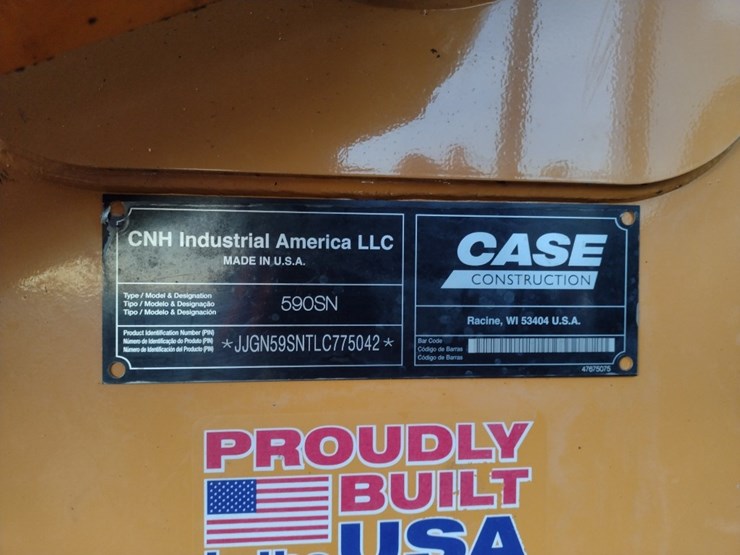 CNH Industrial America LLC
MADE IN U.S.A.
Type / Model & Designation
Tipo / Modelo & Designação
Tipo / Modelo & Designación
590SN
Product Identification Number (PIN)
Número de Identificação do Produto (PIN)
Número de Identificación del Producto (PIN)
*JJGN59SNTLC775042*
CASE
CONSTRUCTION
Racine, WI 53404 U.S.A.
Bar Code
Código de Barras
Código de Barras
47675075
PROUDLY
BUILT
USA